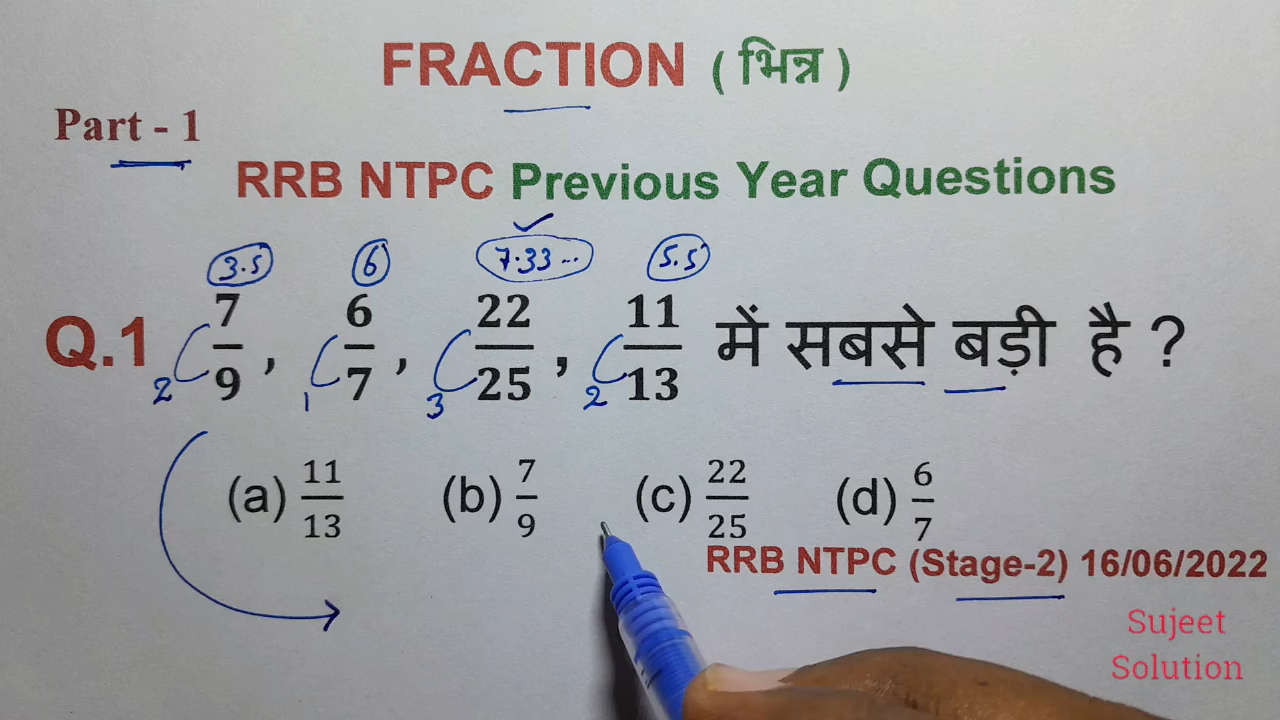 FRACTION ( भिन्न )
Part - 1
RRB NTPC Previous Year Questions
3.5 6 7.33... 5.5
Q.1 7/9, 6/7, 22/25, 11/13 में सबसे बड़ी है ?
2 1 3 2
(a) 11/13 (b) 7/9 (c) 22/25 (d) 6/7
RRB NTPC (Stage-2) 16/06/2022
Sujeet
Solution